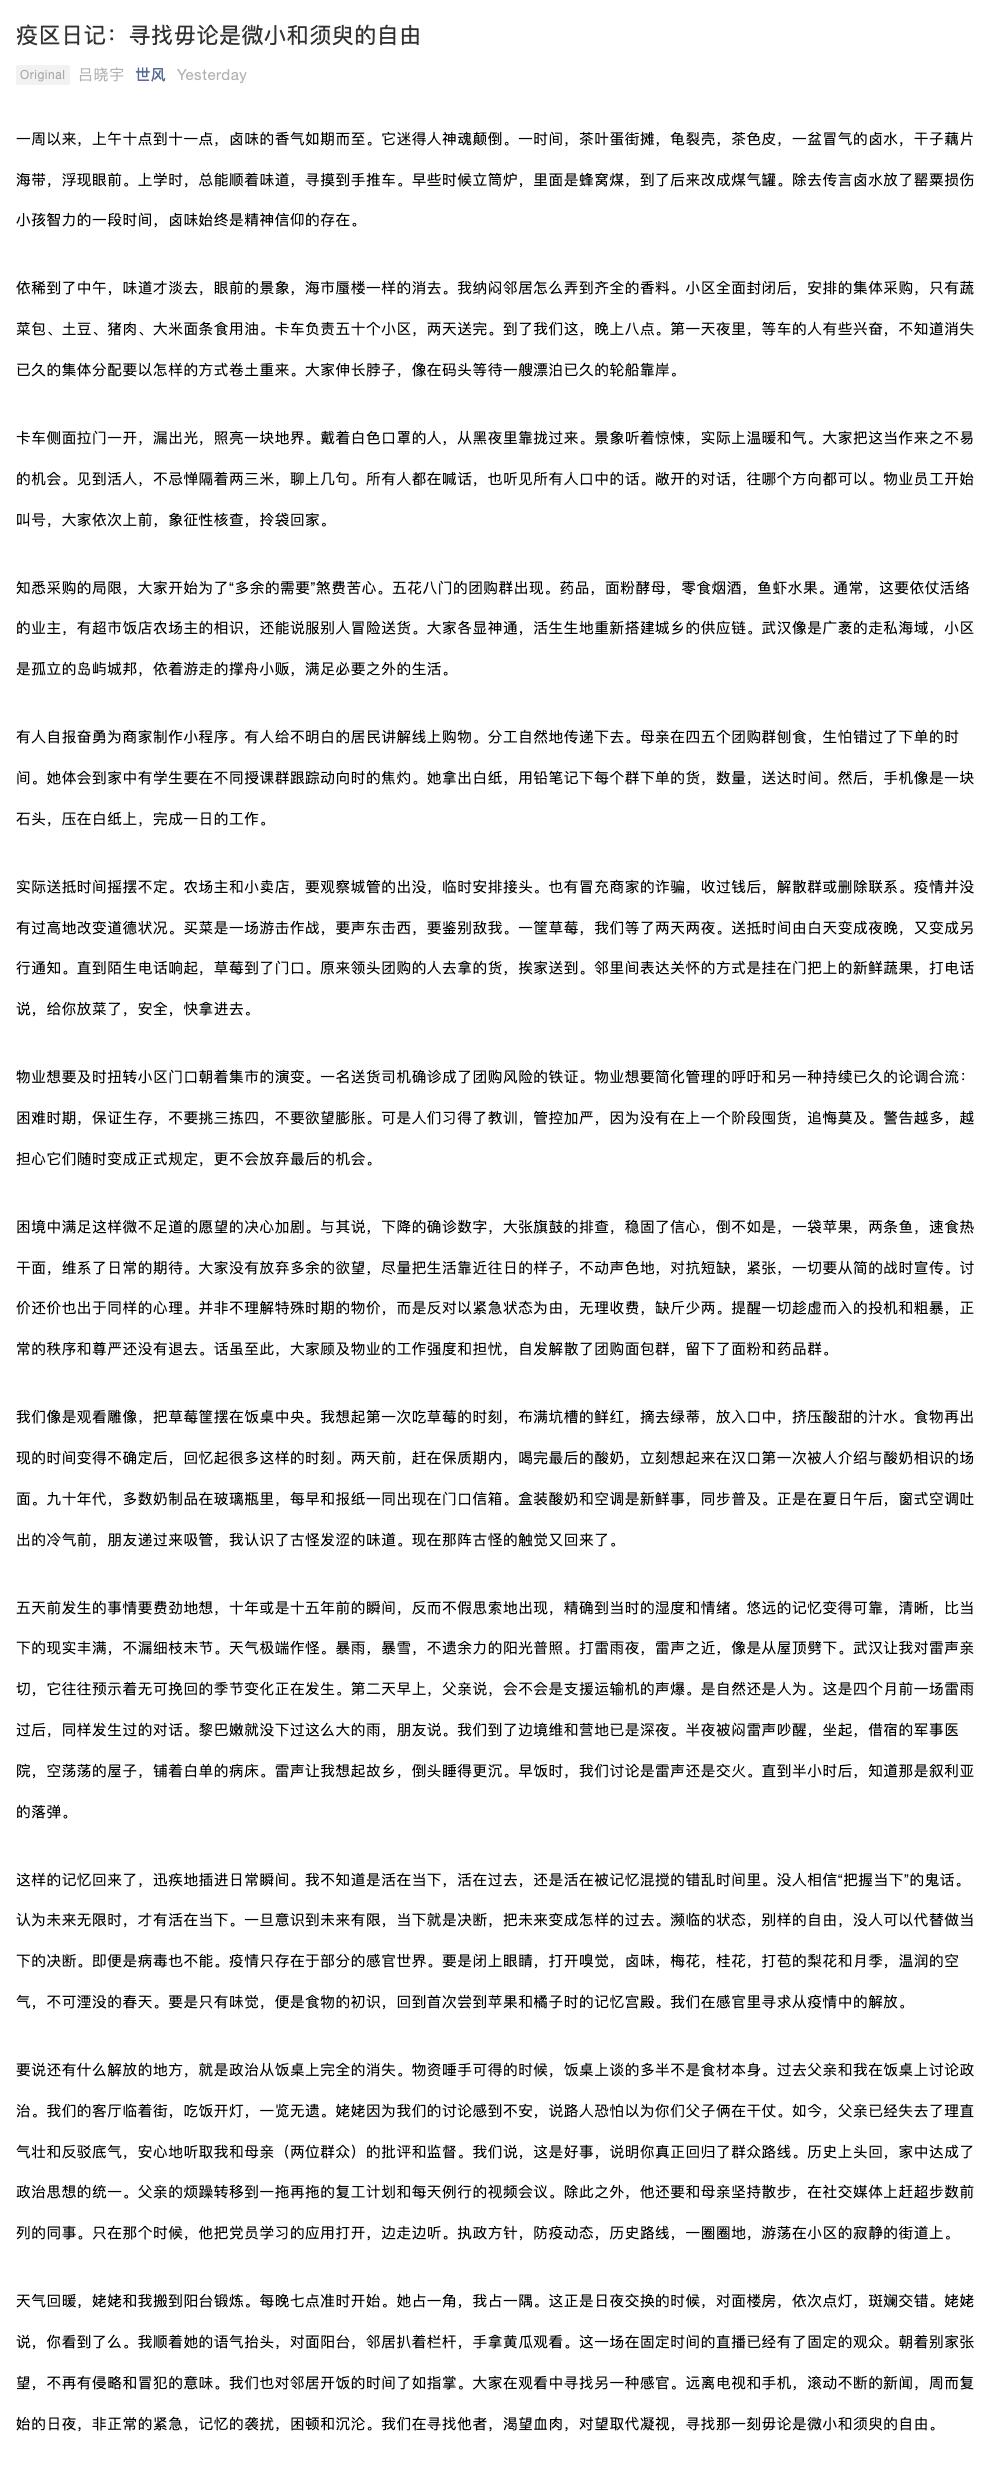 疫区日记：寻找毋论是微小和须臾的自由
Original 吕晓宇 世风 Yesterday
一周以来，上午十点到十一点，卤味的香气如期而至。它迷得人神魂颠倒。一时间，茶叶蛋街摊，龟裂壳，茶色皮，一盆冒气的卤水，干子藕片
海带，浮现眼前。上学时，总能顺着味道，寻摸到手推车。早些时候立筒炉，里面是蜂窝煤，到了后来改成煤气罐。除去传言卤水放了罂粟损伤
小孩智力的一段时间，卤味始终是精神信仰的存在。
依稀到了中午，味道才淡去，眼前的景象，海市蜃楼一样的消去。我纳闷邻居怎么弄到齐全的香料。小区全面封闭后，安排的集体采购，只有蔬
菜包、土豆、猪肉、大米面条食用油。卡车负责五十个小区，两天送完。到了我们这，晚上八点。第一天夜里，等车的人有些兴奋，不知道消失
已久的集体分配要以怎样的方式卷土重来。大家伸长脖子，像在码头等待一艘漂泊已久的轮船靠岸。
卡车侧面拉门一开，漏出光，照亮一块地界。戴着白色口罩的人，从黑夜里靠拢过来。景象听着惊悚，实际上温暖和气。大家把这当作来之不易
的机会。见到活人，不忌惮隔着两三米，聊上几句。所有人都在喊话，也听见所有人口中的话。敞开的对话，往哪个方向都可以。物业员工开始
叫号，大家依次上前，象征性核查，拎袋回家。
知悉采购的局限，大家开始为了“多余的需要”煞费苦心。五花八门的团购群出现。药品，面粉酵母，零食烟酒，鱼虾水果。通常，这要依仗活络
的业主，有超市饭店农场主的相识，还能说服别人冒险送货。大家各显神通，活生生地重新搭建城乡的供应链。武汉像是广袤的走私海域，小区
是孤立的岛屿城邦，依着游走的撑舟小贩，满足必要之外的生活。
有人自报奋勇为商家制作小程序。有人给不明白的居民讲解线上购物。分工自然地传递下去。母亲在四五个团购群刨食，生怕错过了下单的时
间。她体会到家中有学生要在不同授课群跟踪动向时的焦灼。她拿出白纸，用铅笔记下每个群下单的货，数量，送达时间。然后，手机像是一块
石头，压在白纸上，完成一日的工作。
实际送抵时间摇摆不定。农场主和小卖店，要观察城管的出没，临时安排接头。也有冒充商家的诈骗，收过钱后，解散群或删除联系。疫情并没
有过高地改变道德状况。买菜是一场游击作战，要声东击西，要鉴别敌我。一筐草莓，我们等了两天两夜。送抵时间由白天变成夜晚，又变成另
行通知。直到陌生电话响起，草莓到了门口。原来领头团购的人去拿的货，挨家送到。邻里间表达关怀的方式是挂在门把上的新鲜蔬果，打电话
说，给你放菜了，安全，快拿进去。
物业想要及时扭转小区门口朝着集市的演变。一名送货司机确诊成了团购风险的铁证。物业想要简化管理的呼吁和另一种持续已久的论调合流：
困难时期，保证生存，不要挑三拣四，不要欲望膨胀。可是人们习得了教训，管控加严，因为没有在上一个阶段囤货，追悔莫及。警告越多，越
担心它们随时变成正式规定，更不会放弃最后的机会。
困境中满足这样微不足道的愿望的决心加剧。与其说，下降的确诊数字，大张旗鼓的排查，稳固了信心，倒不如是，一袋苹果，两条鱼，速食热
干面，维系了日常的期待。大家没有放弃多余的欲望，尽量把生活靠近往日的样子，不动声色地，对抗短缺，紧张，一切要从简的战时宣传。讨
价还价也出于同样的心理。并非不理解特殊时期的物价，而是反对以紧急状态为由，无理收费，缺斤少两。提醒一切趁虚而入的投机和粗暴，正
常的秩序和尊严还没有退去。话虽至此，大家顾及物业的工作强度和担忧，自发解散了团购面包群，留下了面粉和药品群。
我们像是观看雕像，把草莓筐摆在饭桌中央。我想起第一次吃草莓的时刻，布满坑槽的鲜红，摘去绿蒂，放入口中，挤压酸甜的汁水。食物再出
现的时间变得不确定后，回忆起很多这样的时刻。两天前，赶在保质期内，喝完最后的酸奶，立刻想起来在汉口第一次被人介绍与酸奶相识的场
面。九十年代，多数奶制品在玻璃瓶里，每早和报纸一同出现在门口信箱。盒装酸奶和空调是新鲜事，同步普及。正是在夏日午后，窗式空调吐
出的冷气前，朋友递过来吸管，我认识了古怪发涩的味道。现在那阵古怪的触觉又回来了。
五天前发生的事情要费劲地想，十年或是十五年前的瞬间，反而不假思索地出现，精确到当时的湿度和情绪。悠远的记忆变得可靠，清晰，比当
下的现实丰满，不漏细枝末节。天气极端作怪。暴雨，暴雪，不遗余力的阳光普照。打雷雨夜，雷声之近，像是从屋顶劈下。武汉让我对雷声亲
切，它往往预示着无可挽回的季节变化正在发生。第二天早上，父亲说，会不会是支援运输机的声爆。是自然还是人为。这是四个月前一场雷雨
过后，同样发生过的对话。黎巴嫩就没下过这么大的雨，朋友说。我们到了边境维和营地已是深夜。半夜被闷雷声吵醒，坐起，借宿的军事医
院，空荡荡的屋子，铺着白单的病床。雷声让我想起故乡，倒头睡得更沉。早饭时，我们讨论是雷声还是交火。直到半小时后，知道那是叙利亚
的落弹。
这样的记忆回来了，迅疾地插进日常瞬间。我不知道是活在当下，活在过去，还是活在被记忆混搅的错乱时间里。没人相信“把握当下”的鬼话。
认为未来无限时，才有活在当下。一旦意识到未来有限，当下就是决断，把未来变成怎样的过去。濒临的状态，别样的自由，没人可以代替做当
下的决断。即便是病毒也不能。疫情只存在于部分的感官世界。要是闭上眼睛，打开嗅觉，卤味，梅花，桂花，打苞的梨花和月季，温润的空
气，不可湮没的春天。要是只有味觉，便是食物的初识，回到首次尝到苹果和橘子时的记忆宫殿。我们在感官里寻求从疫情中的解放。
要说还有什么解放的地方，就是政治从饭桌上完全的消失。物资唾手可得的时候，饭桌上谈的多半不是食材本身。过去父亲和我在饭桌上讨论政
治。我们的客厅临着街，吃饭开灯，一览无遗。姥姥因为我们的讨论感到不安，说路人恐怕以为你们父子俩在干仗。如今，父亲已经失去了理直
气壮和反驳底气，安心地听取我和母亲（两位群众）的批评和监督。我们说，这是好事，说明你真正回归了群众路线。历史上头回，家中达成了
政治思想的统一。父亲的烦躁转移到一拖再拖的复工计划和每天例行的视频会议。除此之外，他还要和母亲坚持散步，在社交媒体上赶超步数前
列的同事。只在那个时候，他把党员学习的应用打开，边走边听。执政方针，防疫动态，历史路线，一圈圈地，游荡在小区的寂静的街道上。
天气回暖，姥姥和我搬到阳台锻炼。每晚七点准时开始。她占一角，我占一隅。这正是日夜交换的时候，对面楼房，依次点灯，斑斓交错。姥姥
说，你看到了么。我顺着她的语气抬头，对面阳台，邻居扒着栏杆，手拿黄瓜观看。这一场在固定时间的直播已经有了固定的观众。朝着别家张
望，不再有侵略和冒犯的意味。我们也对邻居开饭的时间了如指掌。大家在观看中寻找另一种感官。远离电视和手机，滚动不断的新闻，周而复
始的日夜，非正常的紧急，记忆的袭扰，困顿和沉沦。我们在寻找他者，渴望血肉，对望取代凝视，寻找那一刻毋论是微小和须臾的自由。